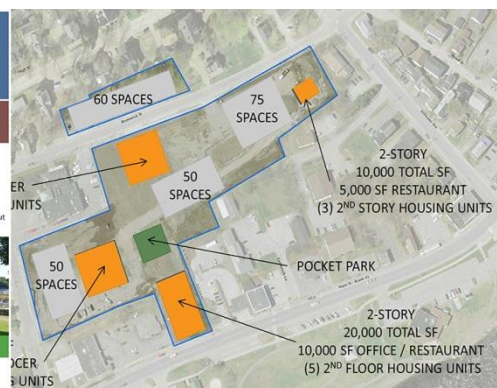 60 SPACES
75
SPACES
50
SPACES
2-STORY
10,000 TOTAL SF
5,000 SF RESTAURANT
(3) 2ND STORY HOUSING UNITS
CER
UNITS
ut
50
SPACES
POCKET PARK
2-STORY
20,000 TOTAL SF
10,000 SF OFFICE / RESTAURANT
(5) 2ND FLOOR HOUSING UNITS
OCER
G UNITS